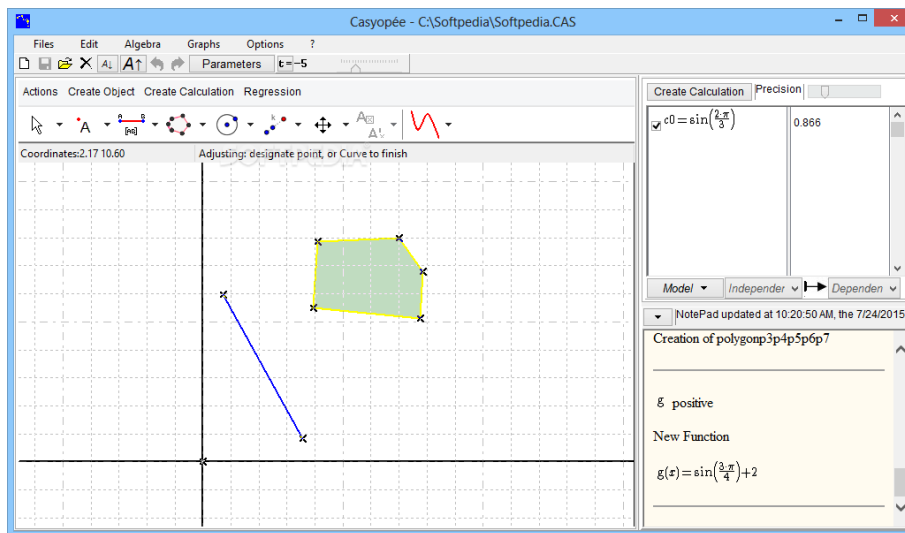 Casyopée - C:\Softpedia\Softpedia.CAS
Files Edit Algebra Graphs Options ?
A↓ A↑ Parameters t=-5
Actions Create Object Create Calculation Regression
A A B [AB] k A A'
Coordinates:2.17 10.60 Adjusting: designate point, or Curve to finish
SOFTPEDIA
Create Calculation Precision
c0=sin(2·π/3) 0.866
Model Independer Dependen
NotePad updated at 10:20:50 AM, the 7/24/2015
Creation of polygonp3p4p5p6p7
g positive
New Function
g(x)=sin(3·π/4)+2